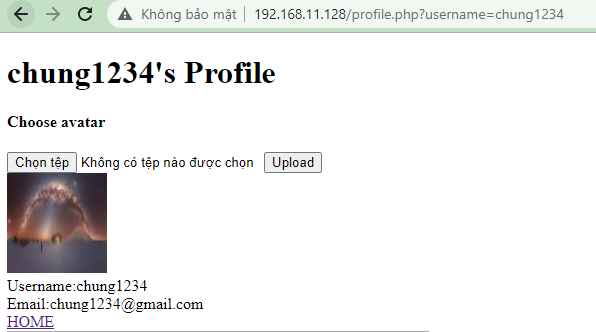 Không bảo mật 192.168.11.128/profile.php?username=chung1234
chung1234's Profile
Choose avatar
Chọn tệp Không có tệp nào được chọn Upload
Username:chung1234
Email:chung1234@gmail.com
HOME